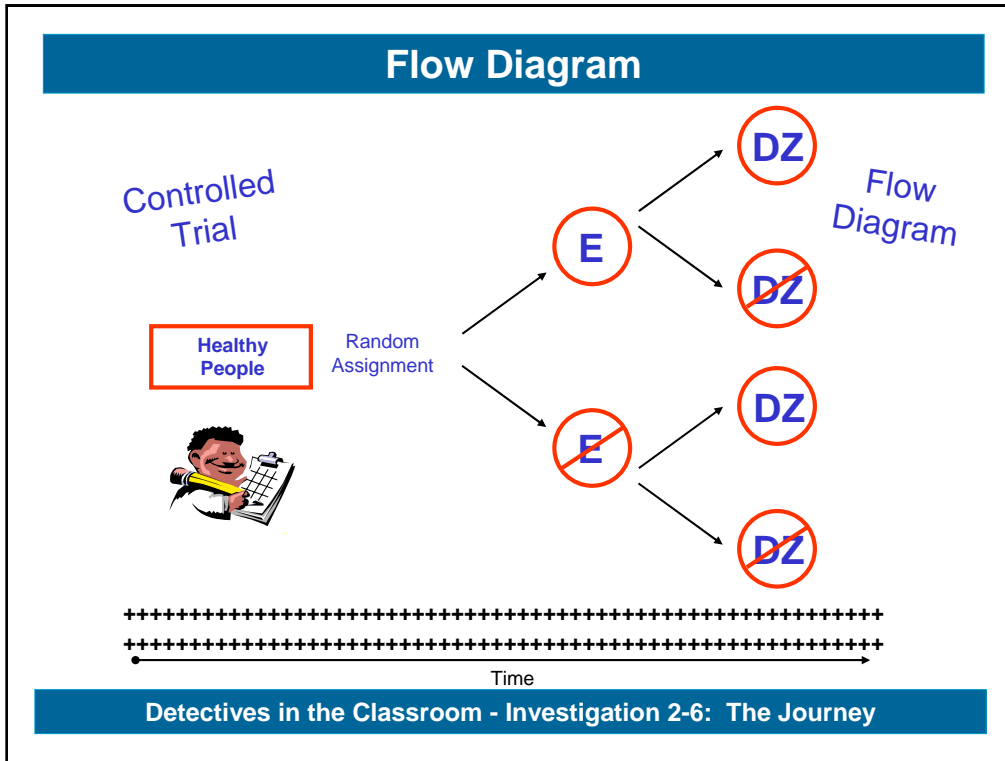 Flow Diagram
Controlled
Trial
Flow
Diagram
Healthy
People
Random
Assignment
E
E
DZ
DZ
DZ
DZ
++++++++++++++++++++++++++++++++++++++++++++++++++++++++++
++++++++++++++++++++++++++++++++++++++++++++++++++++++++++
Time
Detectives in the Classroom - Investigation 2-6: The Journey